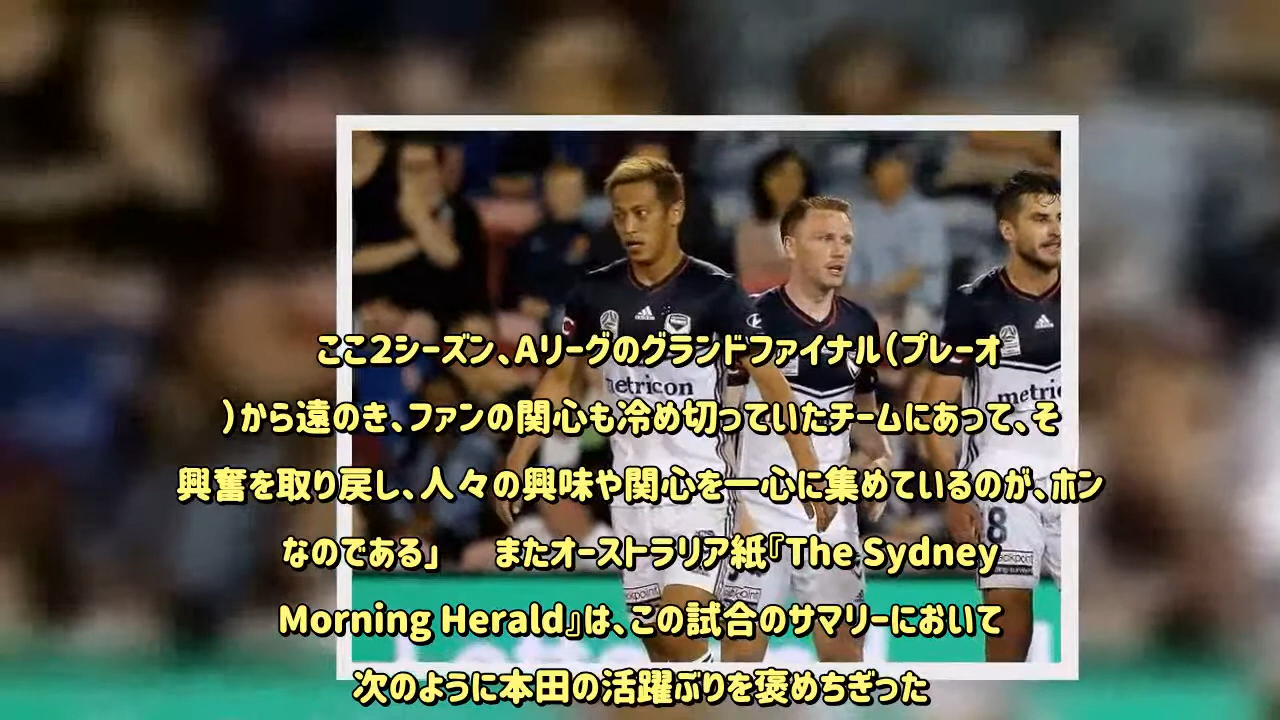 ここ2シーズン、Aリーグのグランドファイナル(プレーオ
)から遠のき、ファンの関心も冷め切っていたチームにあって、そ
興奮を取り戻し、人々の興味や関心を一心に集めているのが、ホン
なのである」　またオーストラリア紙『The Sydney
Morning Herald』は、この試合のサマリーにおいて
次のように本田の活躍ぶりを褒めちぎった
metricon
metric
8